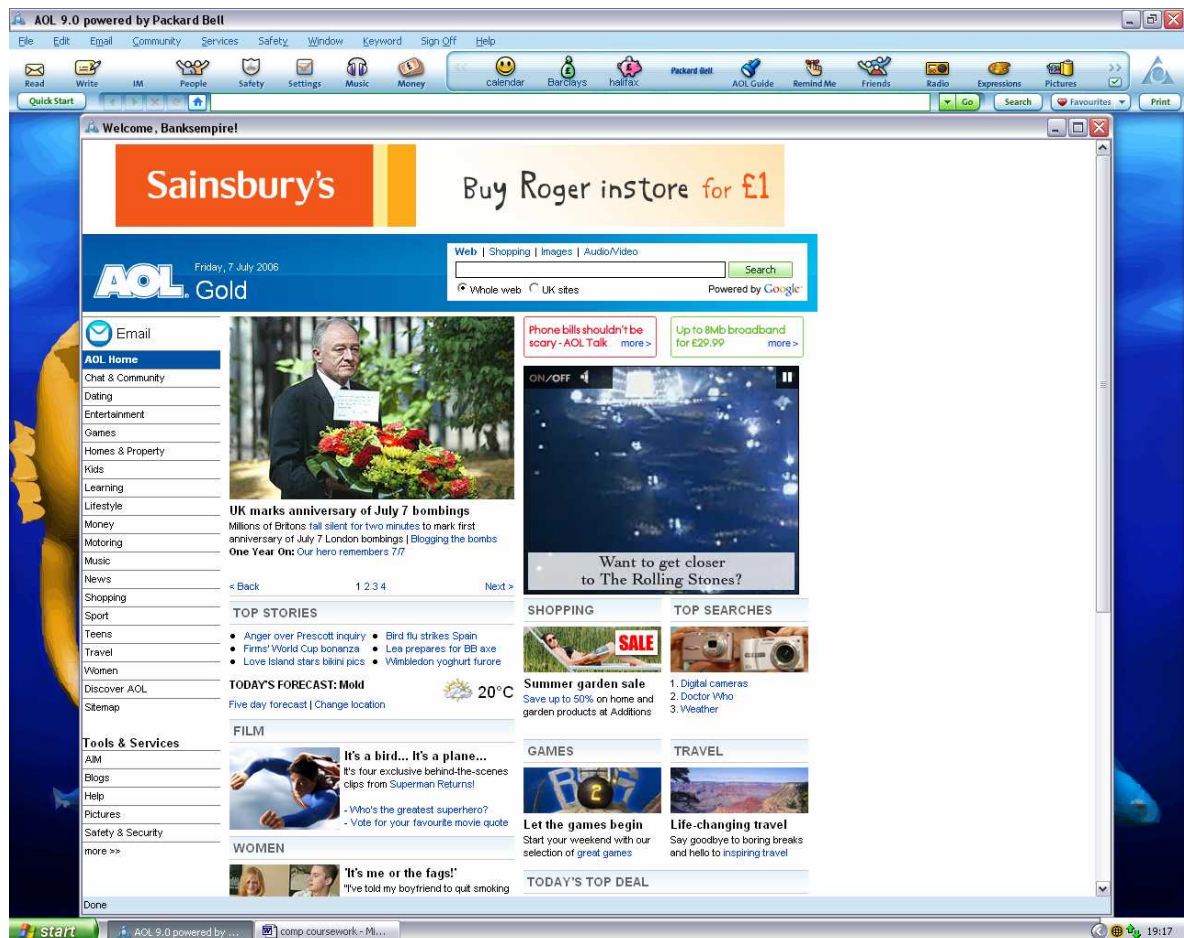 AOL 9.0 powered by Packard Bell
File Edit Email Community Services Safety Window Keyword Sign Off Help
Read Write IM People Safety Settings Music Money calendar Barclays halifax Packard Bell AOL Guide Remind Me Friends Radio Expressions Pictures
Quick Start Go Search Favourites Print
Welcome, Banksempire!
Sainsbury's
Buy Roger instore for £1
AOL. Gold
Friday, 7 July 2006
Web | Shopping | Images | Audio/Video
Search
Whole web UK sites
Powered by Google
Email
AOL Home
Chat & Community
Dating
Entertainment
Games
Homes & Property
Kids
Learning
Lifestyle
Money
Motoring
Music
News
Shopping
Sport
Teens
Travel
Women
Discover AOL
Sitemap
Tools & Services
AIM
Blogs
Help
Pictures
Safety & Security
more >>
UK marks anniversary of July 7 bombings
Millions of Britons fall silent for two minutes to mark first
anniversary of July 7 London bombings | Blogging the bombs
One Year On: Our hero remembers 7/7
< Back 1 2 3 4 Next >
TOP STORIES
Anger over Prescott inquiry
Firms' World Cup bonanza
Love Island stars bikini pics
Bird flu strikes Spain
Lea prepares for BB axe
Wimbledon yoghurt furore
TODAY'S FORECAST: Mold
Five day forecast | Change location
20°C
FILM
It's a bird... It's a plane...
It's four exclusive behind-the-scenes
clips from Superman Returns!
- Who's the greatest superhero?
- Vote for your favourite movie quote
WOMEN
'It's me or the fags!'
"I've told my boyfriend to quit smoking
Phone bills shouldn't be
scary - AOL Talk more >
Up to 8Mb broadband
for £29.99 more >
ON/OFF
Want to get closer
to The Rolling Stones?
SHOPPING
SALE
Summer garden sale
Save up to 50% on home and
garden products at Additions
TOP SEARCHES
1. Digital cameras
2. Doctor Who
3. Weather
GAMES
2
Let the games begin
Start your weekend with our
selection of great games
TRAVEL
Life-changing travel
Say goodbye to boring breaks
and hello to inspiring travel
TODAY'S TOP DEAL
Done
start AOL 9.0 powered by ... comp coursework - Mi... 19:17